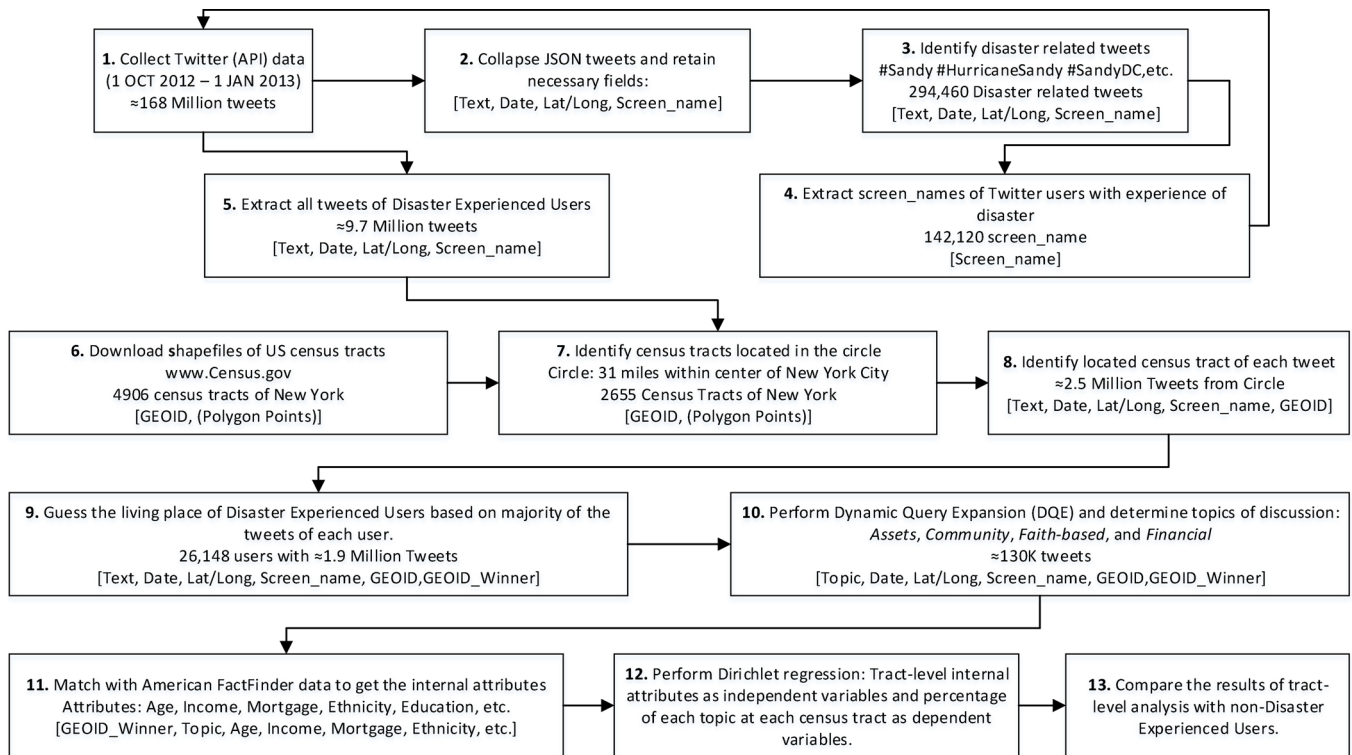 1. Collect Twitter (API) data
(1 OCT 2012 – 1 JAN 2013)
≈168 Million tweets
2. Collapse JSON tweets and retain
necessary fields:
[Text, Date, Lat/Long, Screen_name]
3. Identify disaster related tweets
#Sandy #HurricaneSandy #SandyDC,etc.
294,460 Disaster related tweets
[Text, Date, Lat/Long, Screen_name]
4. Extract screen_names of Twitter users with experience of
disaster
142,120 screen_name
[Screen_name]
5. Extract all tweets of Disaster Experienced Users
≈9.7 Million tweets
[Text, Date, Lat/Long, Screen_name]
6. Download shapefiles of US census tracts
www.Census.gov
4906 census tracts of New York
[GEOID, (Polygon Points)]
7. Identify census tracts located in the circle
Circle: 31 miles within center of New York City
2655 Census Tracts of New York
[GEOID, (Polygon Points)]
8. Identify located census tract of each tweet
≈2.5 Million Tweets from Circle
[Text, Date, Lat/Long, Screen_name, GEOID]
9. Guess the living place of Disaster Experienced Users based on majority of the
tweets of each user.
26,148 users with ≈1.9 Million Tweets
[Text, Date, Lat/Long, Screen_name, GEOID,GEOID_Winner]
10. Perform Dynamic Query Expansion (DQE) and determine topics of discussion:
Assets, Community, Faith-based, and Financial
≈130K tweets
[Topic, Date, Lat/Long, Screen_name, GEOID,GEOID_Winner]
11. Match with American FactFinder data to get the internal attributes
Attributes: Age, Income, Mortgage, Ethnicity, Education, etc.
[GEOID_Winner, Topic, Age, Income, Mortgage, Ethnicity, etc.]
12. Perform Dirichlet regression: Tract-level internal
attributes as independent variables and percentage
of each topic at each census tract as dependent
variables.
13. Compare the results of tract-
level analysis with non-Disaster
Experienced Users.